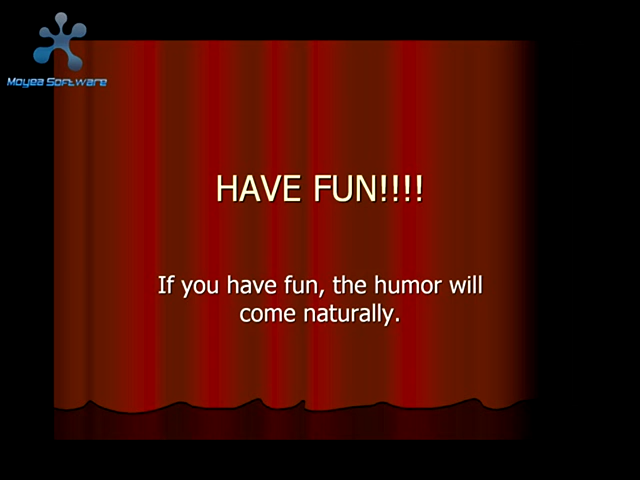 Moyea Software
HAVE FUN!!!!
If you have fun, the humor will
come naturally.